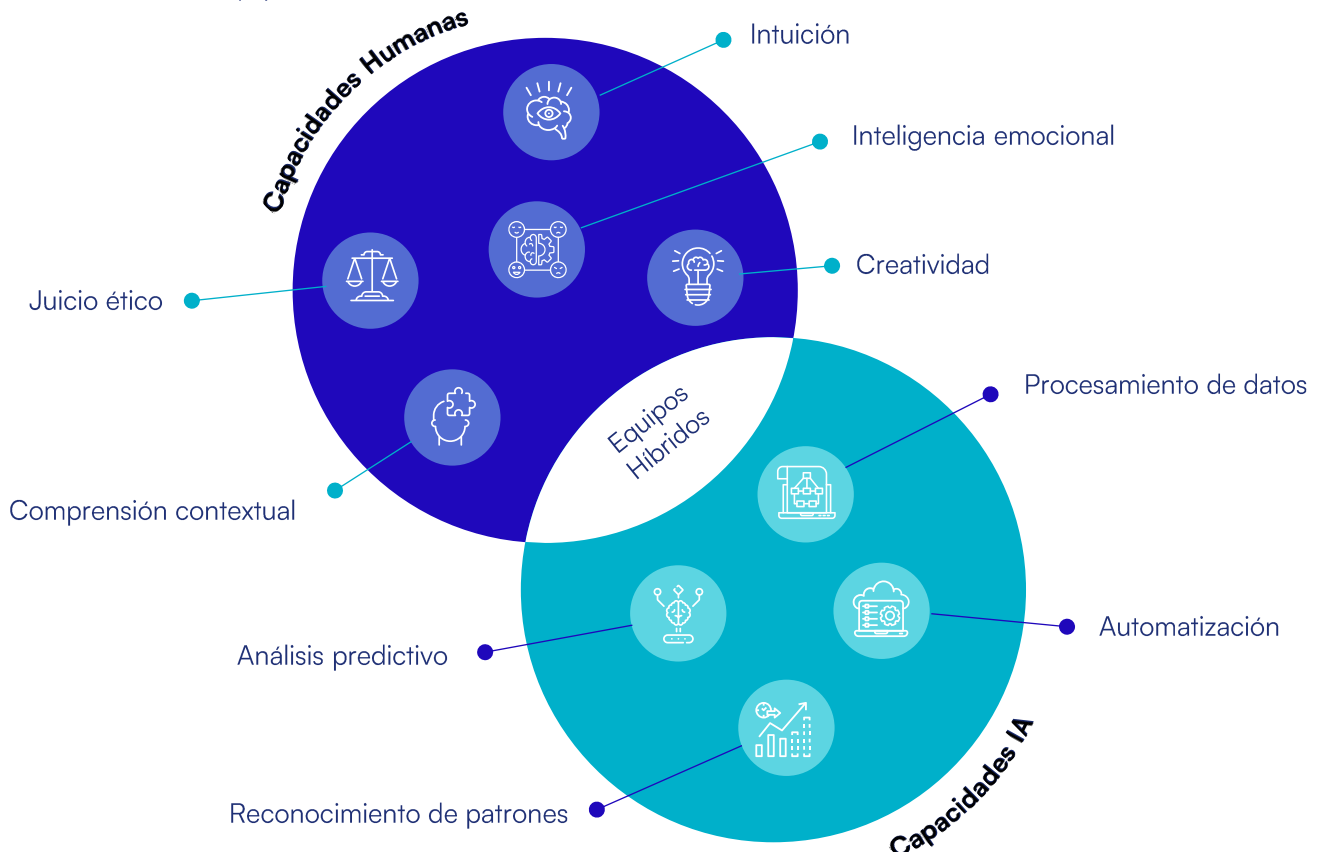 Capacidades Humanas
Intuición
Inteligencia emocional
Creatividad
Juicio ético
Comprensión contextual
Equipos
Híbridos
Procesamiento de datos
Automatización
Análisis predictivo
Reconocimiento de patrones
Capacidades IA